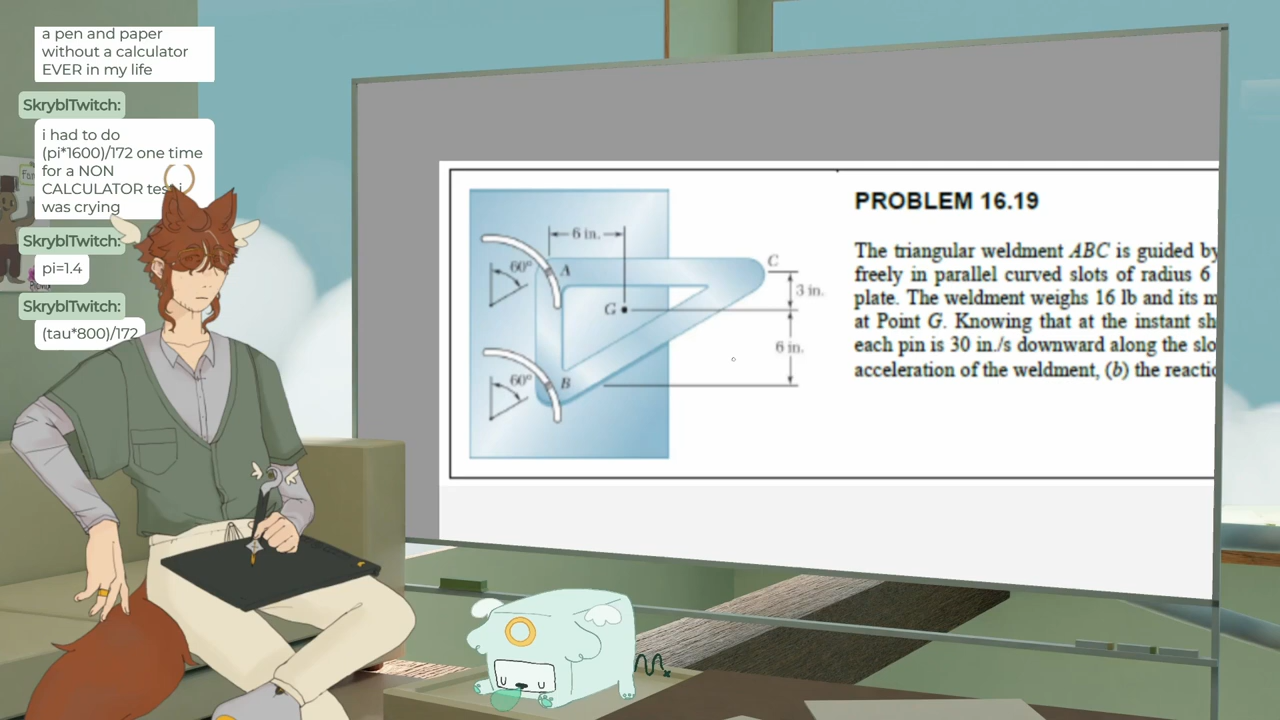 a pen and paper
without a calculator
EVER in my life
SkryblTwitch:
i had to do
(pi*1600)/172 one time
for a NON
CALCULATOR test i
was crying
SkryblTwitch:
pi=1.4
SkryblTwitch:
(tau*800)/172
6 in.
60°
A
C
3 in.
G
6 in.
60°
B
PROBLEM 16.19
The triangular weldment ABC is guided by
freely in parallel curved slots of radius 6
plate. The weldment weighs 16 lb and its m
at Point G. Knowing that at the instant sh
each pin is 30 in./s downward along the slo
acceleration of the weldment, (b) the reactio